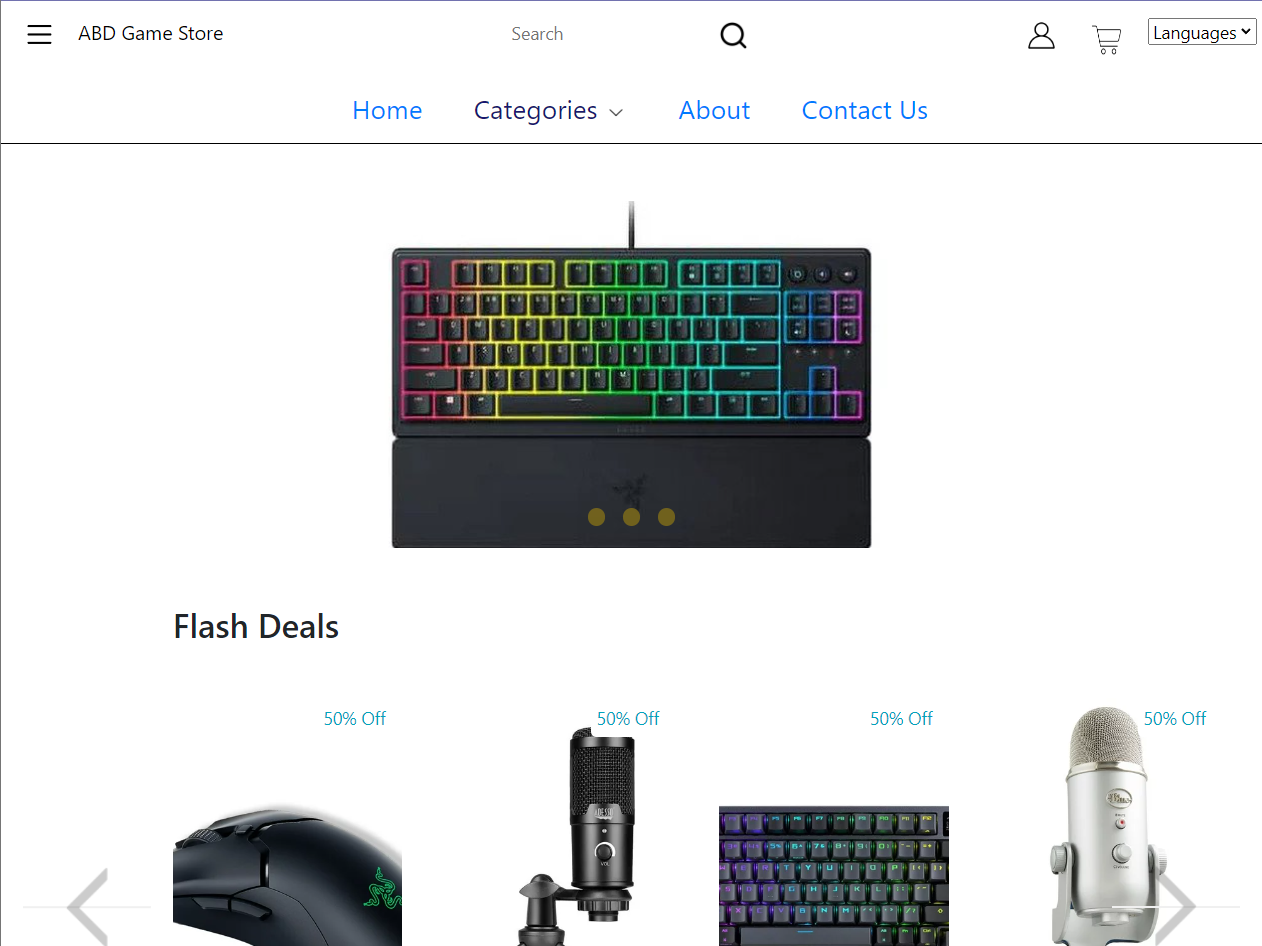 ABD Game Store
Search
Languages
Home
Categories
About
Contact Us
Flash Deals
50% Off
50% Off
50% Off
50% Off
VOL